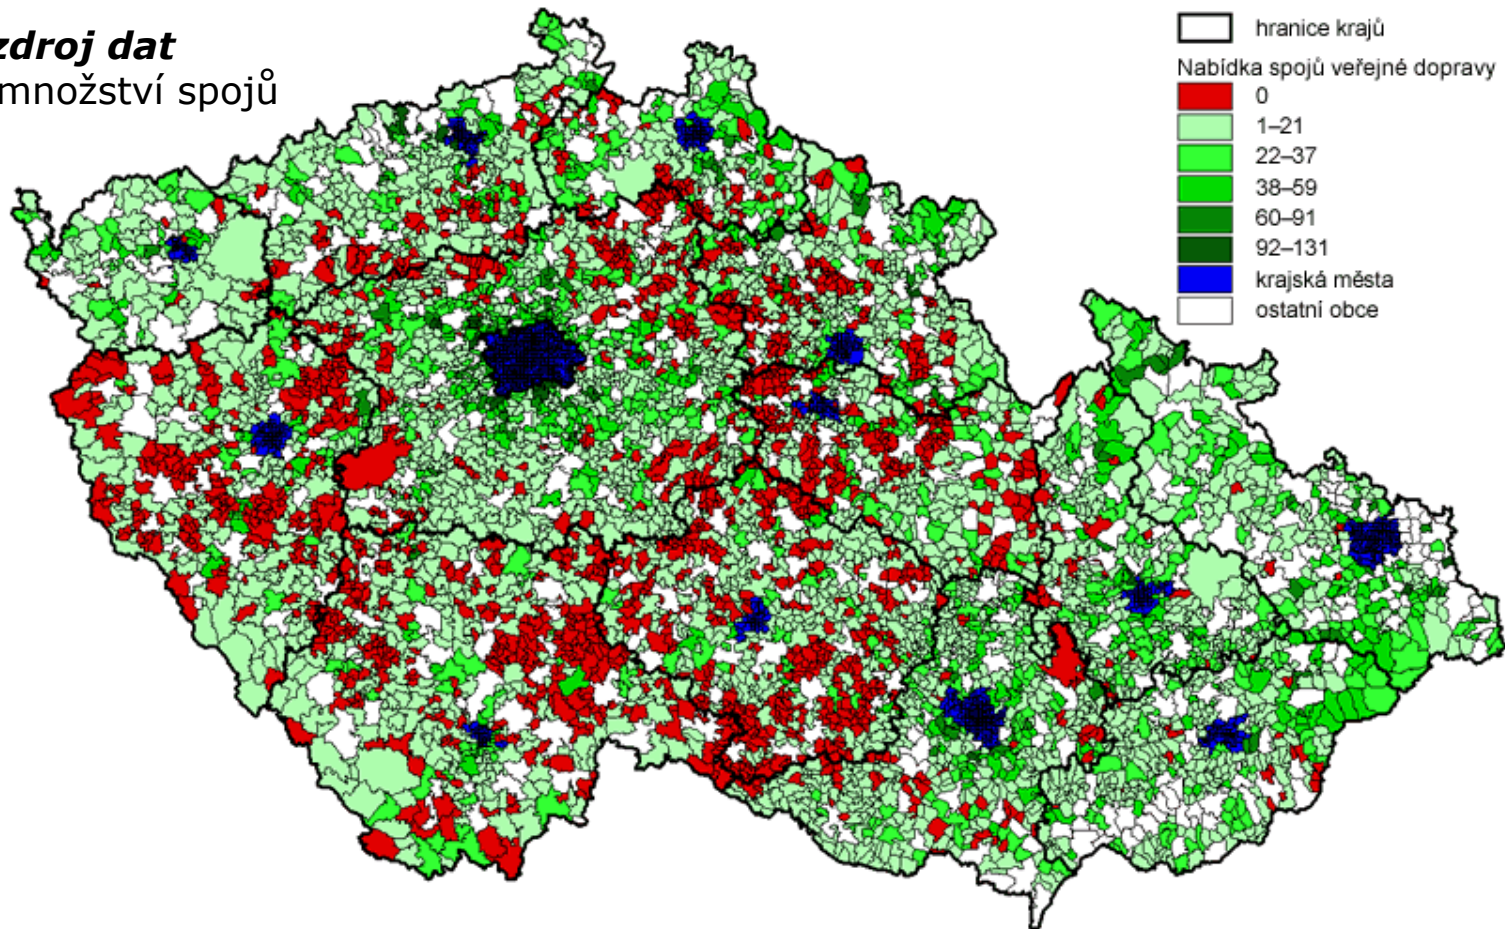 zdroj dat
množství spojů
hranice krajů
Nabídka spojů veřejné dopravy
0
1–21
22–37
38–59
60–91
92–131
krajská města
ostatní obce